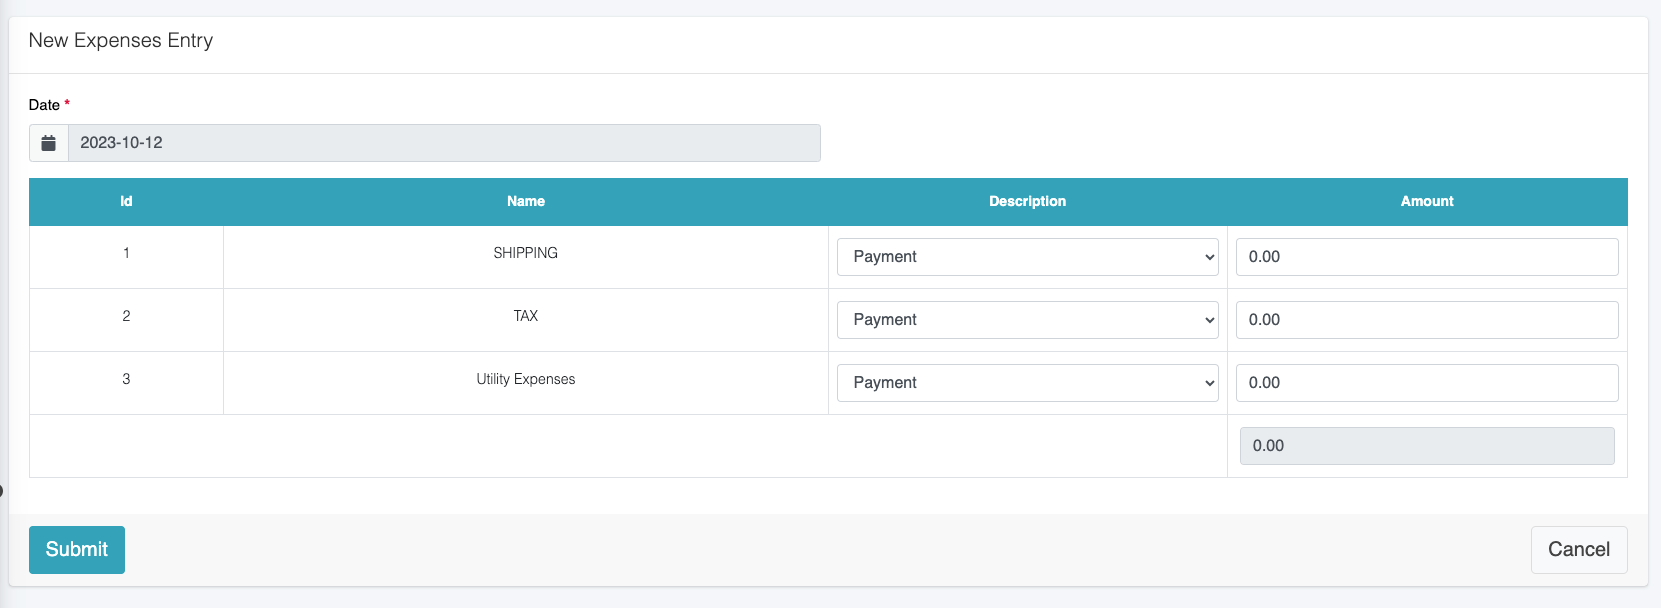 New Expenses Entry
Date *
2023-10-12
Id Name Description Amount
1 SHIPPING Payment 0.00
2 TAX Payment 0.00
3 Utility Expenses Payment 0.00
0.00
Submit Cancel